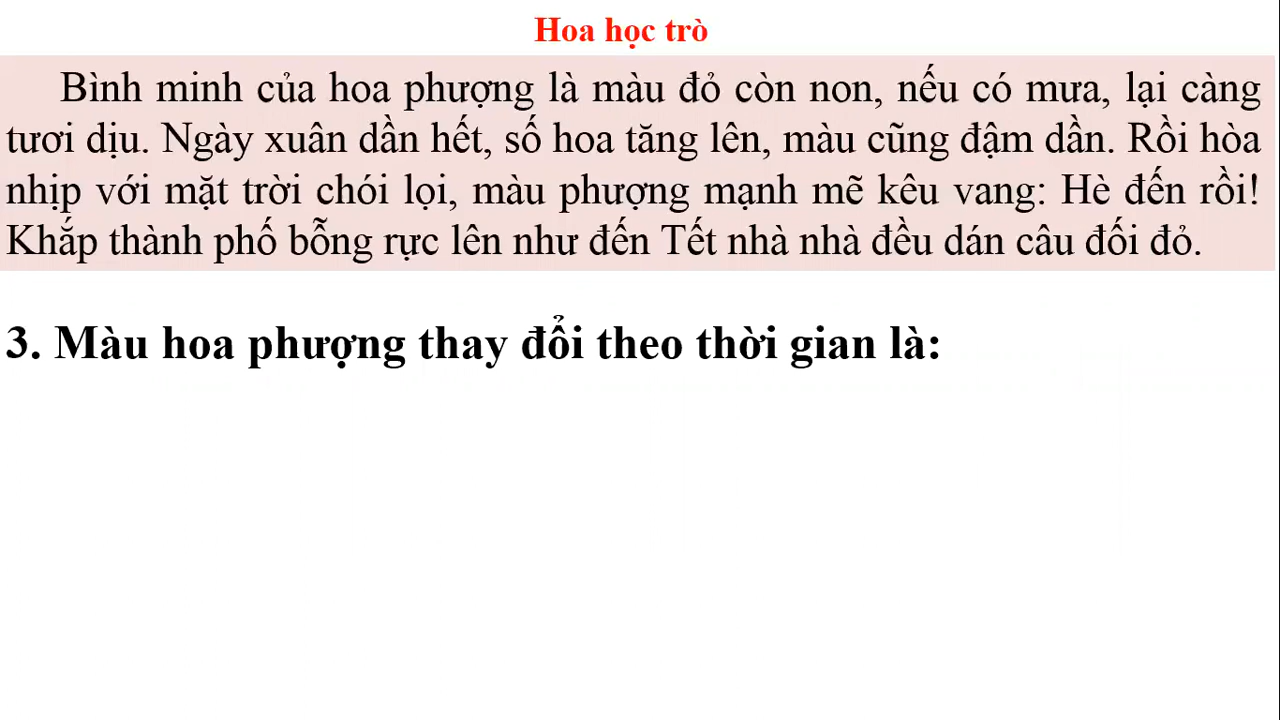 Hoa học trò
Bình minh của hoa phượng là màu đỏ còn non, nếu có mưa, lại càng
tươi dịu. Ngày xuân dần hết, số hoa tăng lên, màu cũng đậm dần. Rồi hòa
nhịp với mặt trời chói lọi, màu phượng mạnh mẽ kêu vang: Hè đến rồi!
Khắp thành phố bỗng rực lên như đến Tết nhà nhà đều dán câu đối đỏ.
3. Màu hoa phượng thay đổi theo thời gian là: